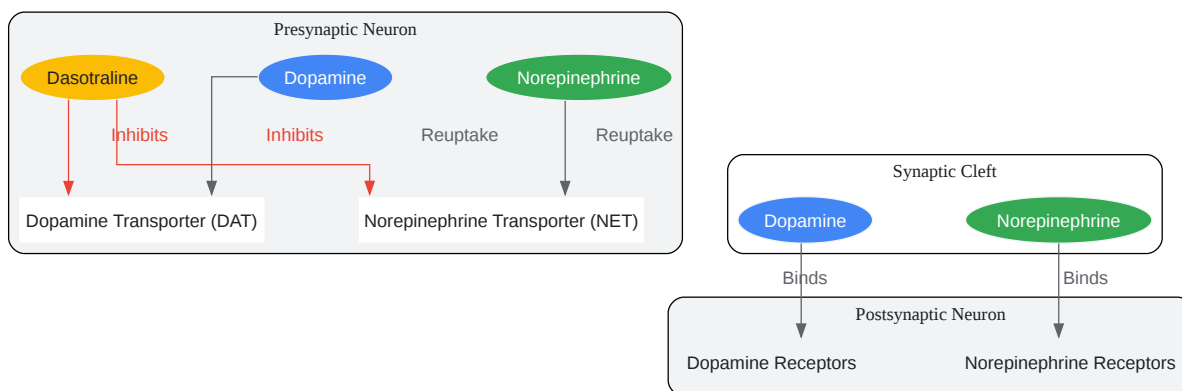 Presynaptic Neuron
Dasotraline
Dopamine
Norepinephrine
Inhibits
Inhibits
Reuptake
Reuptake
Dopamine Transporter (DAT)
Norepinephrine Transporter (NET)
Synaptic Cleft
Dopamine
Norepinephrine
Binds
Binds
Postsynaptic Neuron
Dopamine Receptors
Norepinephrine Receptors